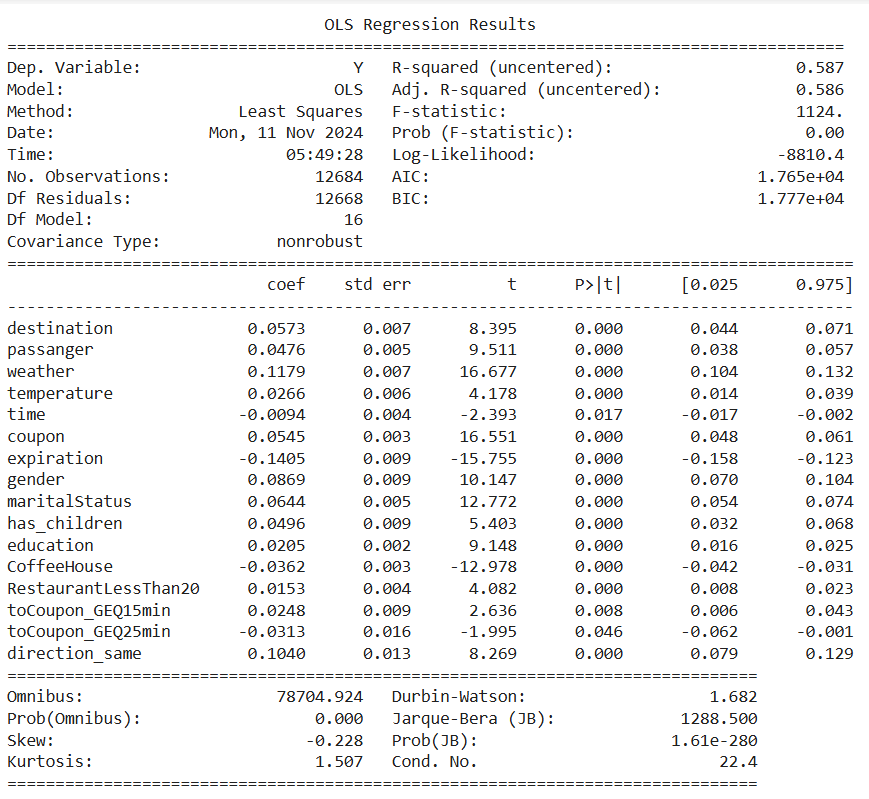 OLS Regression Results
==============================================================================
Dep. Variable: Y R-squared (uncentered): 0.587
Model: OLS Adj. R-squared (uncentered): 0.586
Method: Least Squares F-statistic: 1124.
Date: Mon, 11 Nov 2024 Prob (F-statistic): 0.00
Time: 05:49:28 Log-Likelihood: -8810.4
No. Observations: 12684 AIC: 1.765e+04
Df Residuals: 12668 BIC: 1.777e+04
Df Model: 16
Covariance Type: nonrobust
==============================================================================
coef std err t P>|t| [0.025 0.975]
------------------------------------------------------------------------------
destination 0.0573 0.007 8.395 0.000 0.044 0.071
passanger 0.0476 0.005 9.511 0.000 0.038 0.057
weather 0.1179 0.007 16.677 0.000 0.104 0.132
temperature 0.0266 0.006 4.178 0.000 0.014 0.039
time -0.0094 0.004 -2.393 0.017 -0.017 -0.002
coupon 0.0545 0.003 16.551 0.000 0.048 0.061
expiration -0.1405 0.009 -15.755 0.000 -0.158 -0.123
gender 0.0869 0.009 10.147 0.000 0.070 0.104
maritalStatus 0.0644 0.005 12.772 0.000 0.054 0.074
has_children 0.0496 0.009 5.403 0.000 0.032 0.068
education 0.0205 0.002 9.148 0.000 0.016 0.025
CoffeeHouse -0.0362 0.003 -12.978 0.000 -0.042 -0.031
RestaurantLessThan20 0.0153 0.004 4.082 0.000 0.008 0.023
toCoupon_GEQ15min 0.0248 0.009 2.636 0.008 0.006 0.043
toCoupon_GEQ25min -0.0313 0.016 -1.995 0.046 -0.062 -0.001
direction_same 0.1040 0.013 8.269 0.000 0.079 0.129
==============================================================================
Omnibus: 78704.924 Durbin-Watson: 1.682
Prob(Omnibus): 0.000 Jarque-Bera (JB): 1288.500
Skew: -0.228 Prob(JB): 1.61e-280
Kurtosis: 1.507 Cond. No. 22.4
==============================================================================